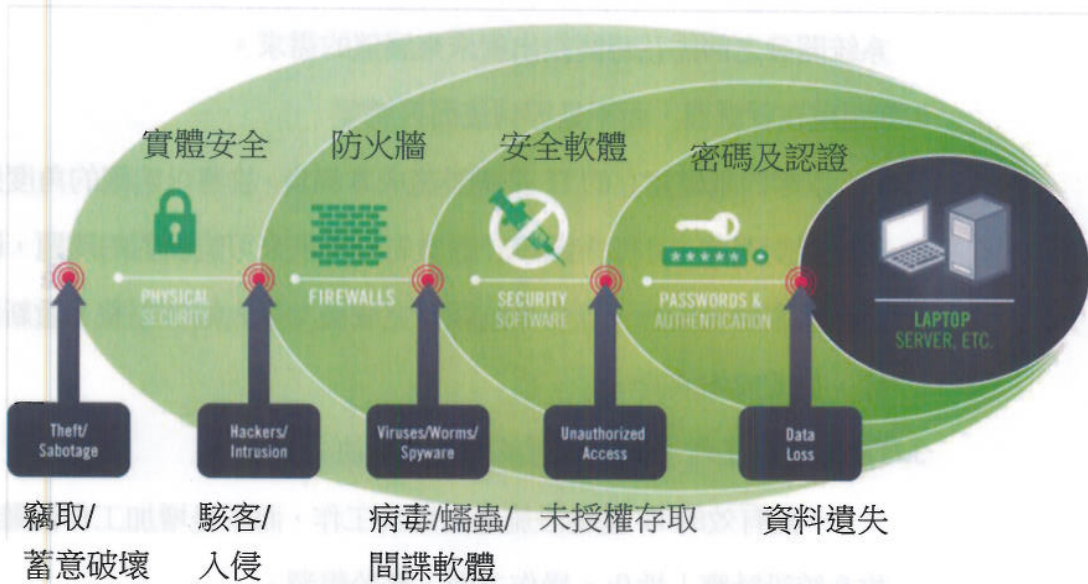 實體安全
防火牆
安全軟體
密碼及認證
PHYSICAL
SECURITY
FIREWALLS
SECURITY
SOFTWARE
PASSWORDS &
AUTHENTICATION
LAPTOP
SERVER, ETC.
Theft/
Sabotage
Hackers/
Intrusion
Viruses/Worms/
Spyware
Unauthorized
Access
Data
Loss
竊取/
蓄意破壞
駭客/
入侵
病毒/蠕蟲/
間諜軟體
未授權存取
資料遺失